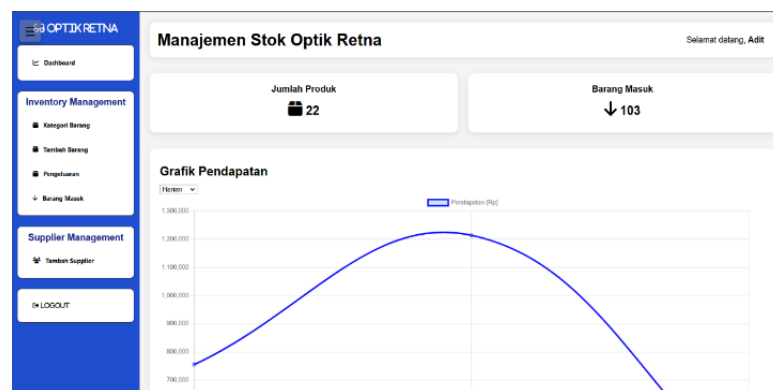 OPTIK RETNA
Dashboard
Inventory Management
Kategori Barang
Tambah Barang
Pengeluaran
Barang Masuk
Supplier Management
Tambah Supplier
LOGOUT
Manajemen Stok Optik Retna
Selamat datang, Adit
Jumlah Produk
22
Barang Masuk
103
Grafik Pendapatan
Harian
Pendapatan (Rp)
1,300,000
1,200,000
1,100,000
1,000,000
900,000
800,000
700,000